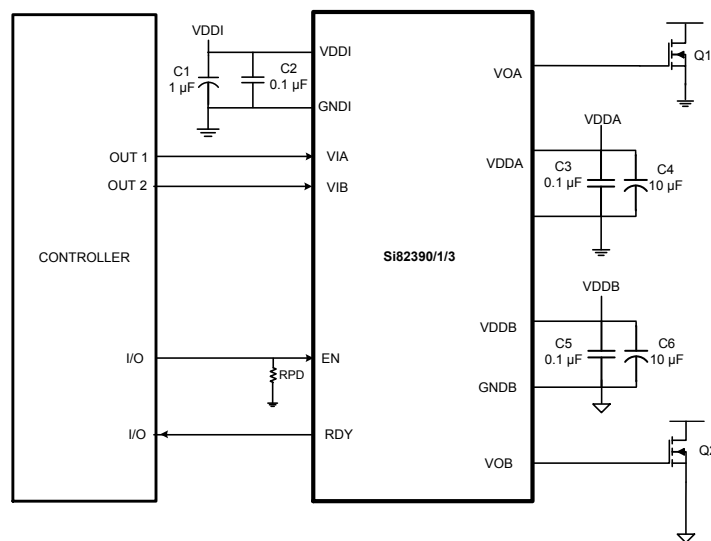 VDDI
C1
1 µF
C2
0.1 µF
VDDI
GNDI
OUT 1
VIA
OUT 2
VIB
CONTROLLER
Si82390/1/3
I/O
EN
RPD
I/O
RDY
VOA
Q1
VDDA
VDDA
C3
0.1 µF
C4
10 µF
VDDB
VDDB
C5
0.1 µF
C6
10 µF
GNDB
VOB
Q2